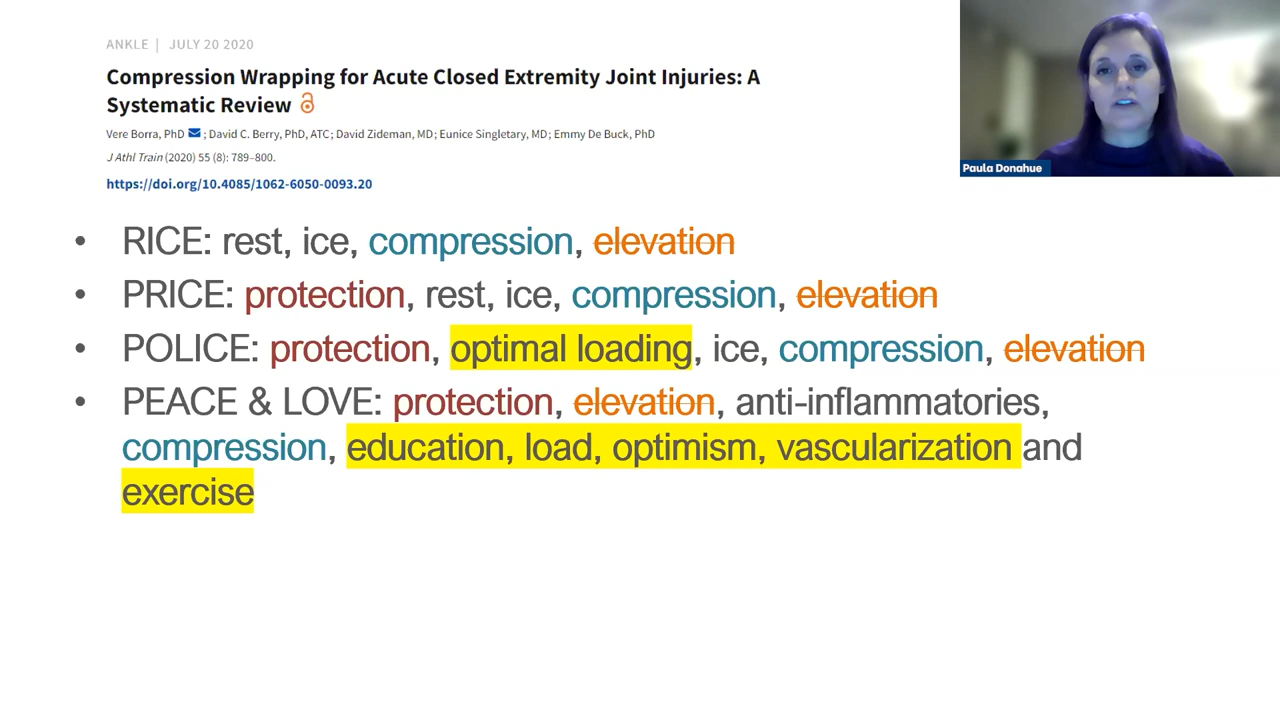 ANKLE | JULY 20 2020
Compression Wrapping for Acute Closed Extremity Joint Injuries: A
Systematic Review
Vere Borra, PhD ; David C. Berry, PhD, ATC; David Zideman, MD; Eunice Singletary, MD; Emmy De Buck, PhD
J Athl Train (2020) 55 (8): 789–800.
https://doi.org/10.4085/1062-6050-0093.20
Paula Donahue
• RICE: rest, ice, compression, elevation
• PRICE: protection, rest, ice, compression, elevation
• POLICE: protection, optimal loading, ice, compression, elevation
• PEACE & LOVE: protection, elevation, anti-inflammatories,
compression, education, load, optimism, vascularization and
exercise